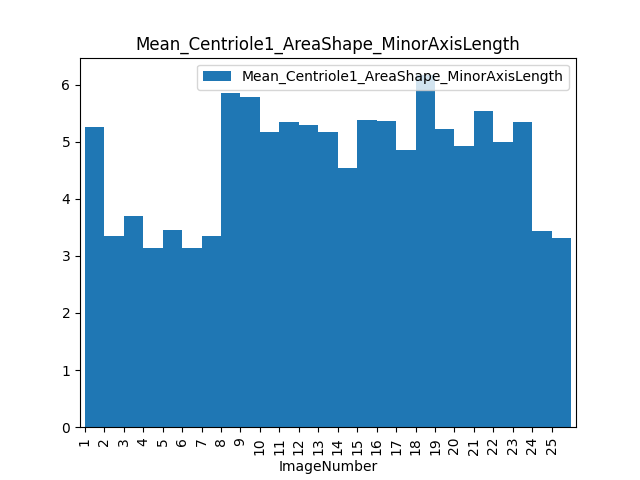 Mean_Centriole1_AreaShape_MinorAxisLength
Mean_Centriole1_AreaShape_MinorAxisLength
6
5
4
3
2
1
0
1 2 3 4 5 6 7 8 9 10 11 12 13 14 15 16 17 18 19 20 21 22 23 24 25
ImageNumber